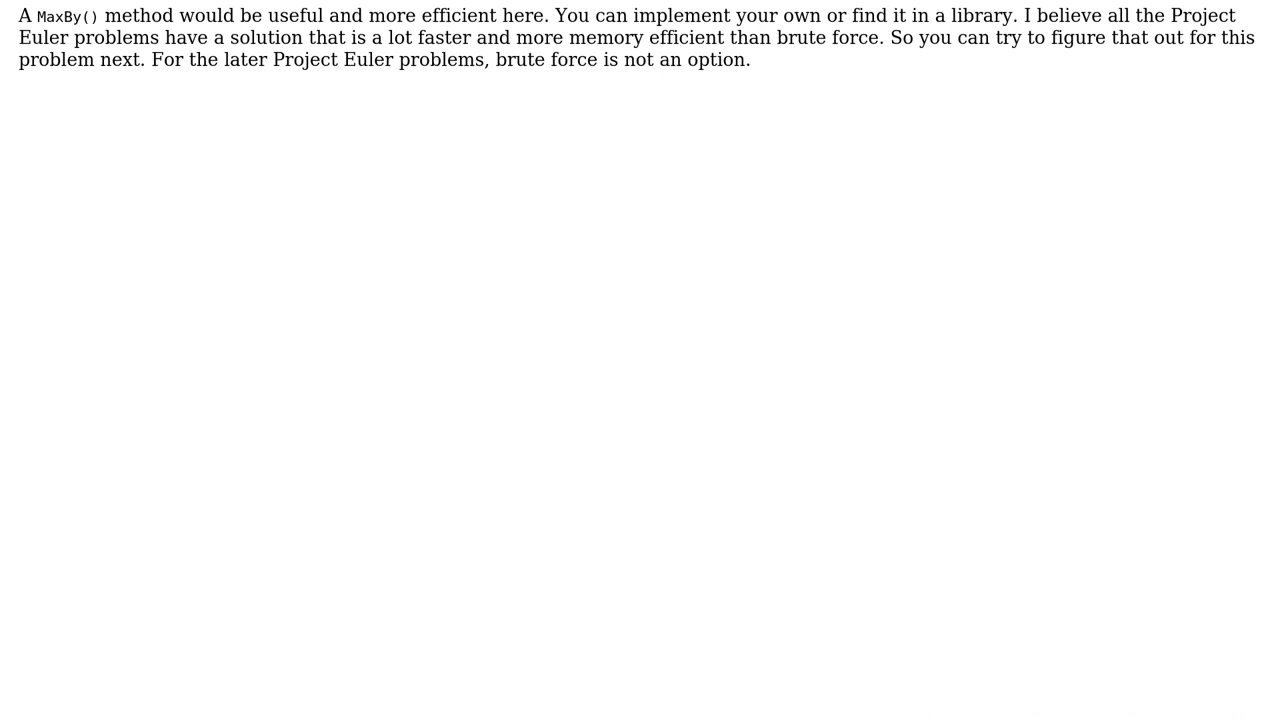 A MaxBy() method would be useful and more efficient here. You can implement your own or find it in a library. I believe all the Project
Euler problems have a solution that is a lot faster and more memory efficient than brute force. So you can try to figure that out for this
problem next. For the later Project Euler problems, brute force is not an option.